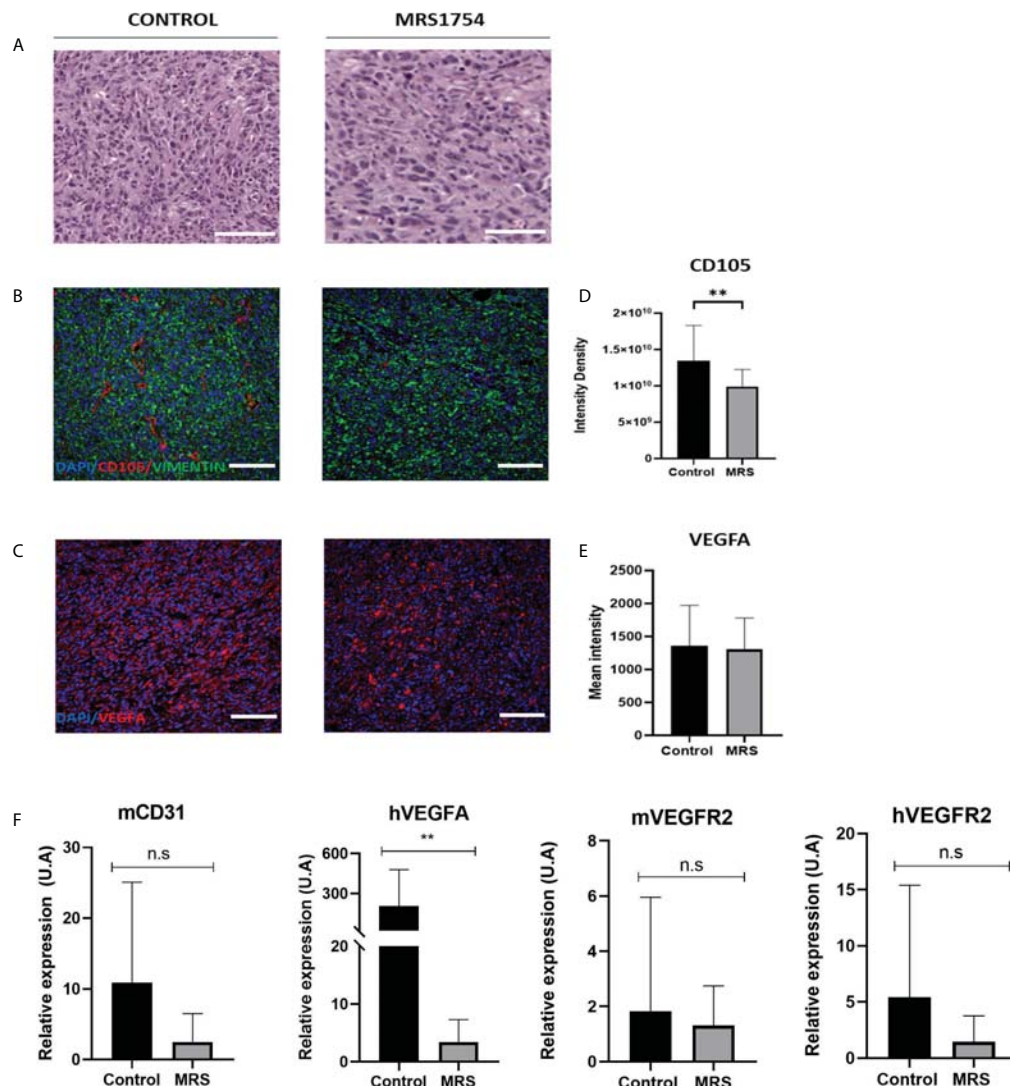 CONTROL
MRS1754
A
B
DAPI/CD105/VIMENTIN
D
CD105
**
2×10¹⁰
1.5×10¹⁰
1×10¹⁰
5×10⁹
0
Intensity Density
Control
MRS
C
DAPI/VEGFA
E
VEGFA
2500
2000
1500
1000
500
0
Mean intensity
Control
MRS
F
mCD31
n.s
30
20
10
0
Relative expression (U.A)
Control
MRS
hVEGFA
**
600
300
20
10
0
Relative expression (U.A)
Control
MRS
mVEGFR2
n.s
8
6
4
2
0
Relative expression (U.A)
Control
MRS
hVEGFR2
n.s
20
15
10
5
0
Relative expression (U.A)
Control
MRS